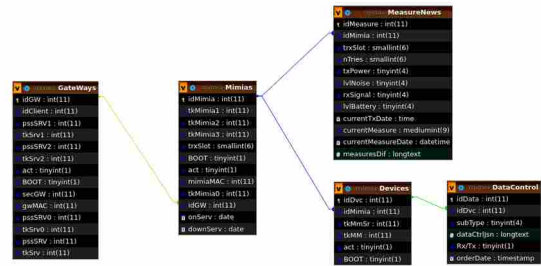 GateWays
idGW : int(11)
idClient : int(11)
pssSRV1 : int(11)
tkSrv1 : int(11)
pssSRV2 : int(11)
tkSrv2 : int(11)
act : tinyint(1)
BOOT : tinyint(1)
secGW : int(11)
gwMAC : int(11)
pssSRV0 : int(11)
tkSrv0 : int(11)
pssSRV : int(11)
tkSrv : int(11)
Mimias
idMimia : int(11)
tkMimia1 : int(11)
tkMimia2 : int(11)
tkMimia3 : int(11)
trxSlot : smallint(6)
BOOT : tinyint(1)
act : tinyint(1)
mimiaMAC : int(11)
tkMimia0 : int(11)
idGW : int(11)
onServ : date
downServ : date
MeasureNews
idMeasure : int(11)
idMimia : int(11)
trxSlot : smallint(6)
nTries : smallint(6)
txPower : tinyint(4)
lvlNoise : tinyint(4)
rxSignal : tinyint(4)
lvlBattery : tinyint(4)
currentTxDate : time
currentMeasure : mediumint(9)
currentMeasureDate : datetime
measuresDif : longtext
Devices
idDvc : int(11)
idMimia : int(11)
tkMmSr : int(11)
tkMM : int(11)
act : tinyint(1)
BOOT : tinyint(1)
DataControl
idData : int(11)
idDvc : int(11)
subType : tinyint(4)
dataCtrlJsn : longtext
Rx/Tx : tinyint(1)
orderDate : timestamp